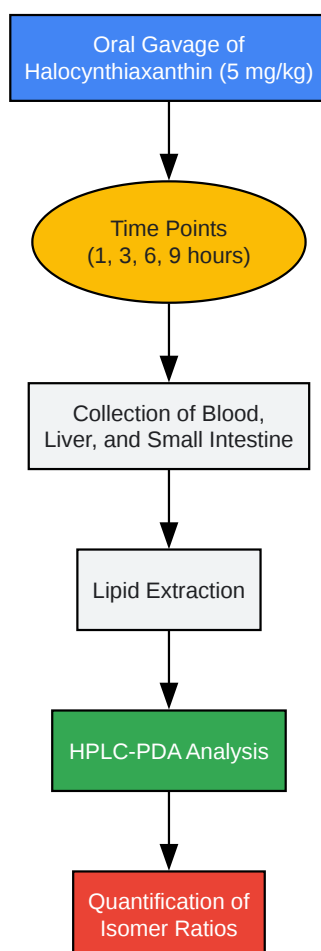 Oral Gavage of
Halocynthiaxanthin (5 mg/kg)
Time Points
(1, 3, 6, 9 hours)
Collection of Blood,
Liver, and Small Intestine
Lipid Extraction
HPLC-PDA Analysis
Quantification of
Isomer Ratios